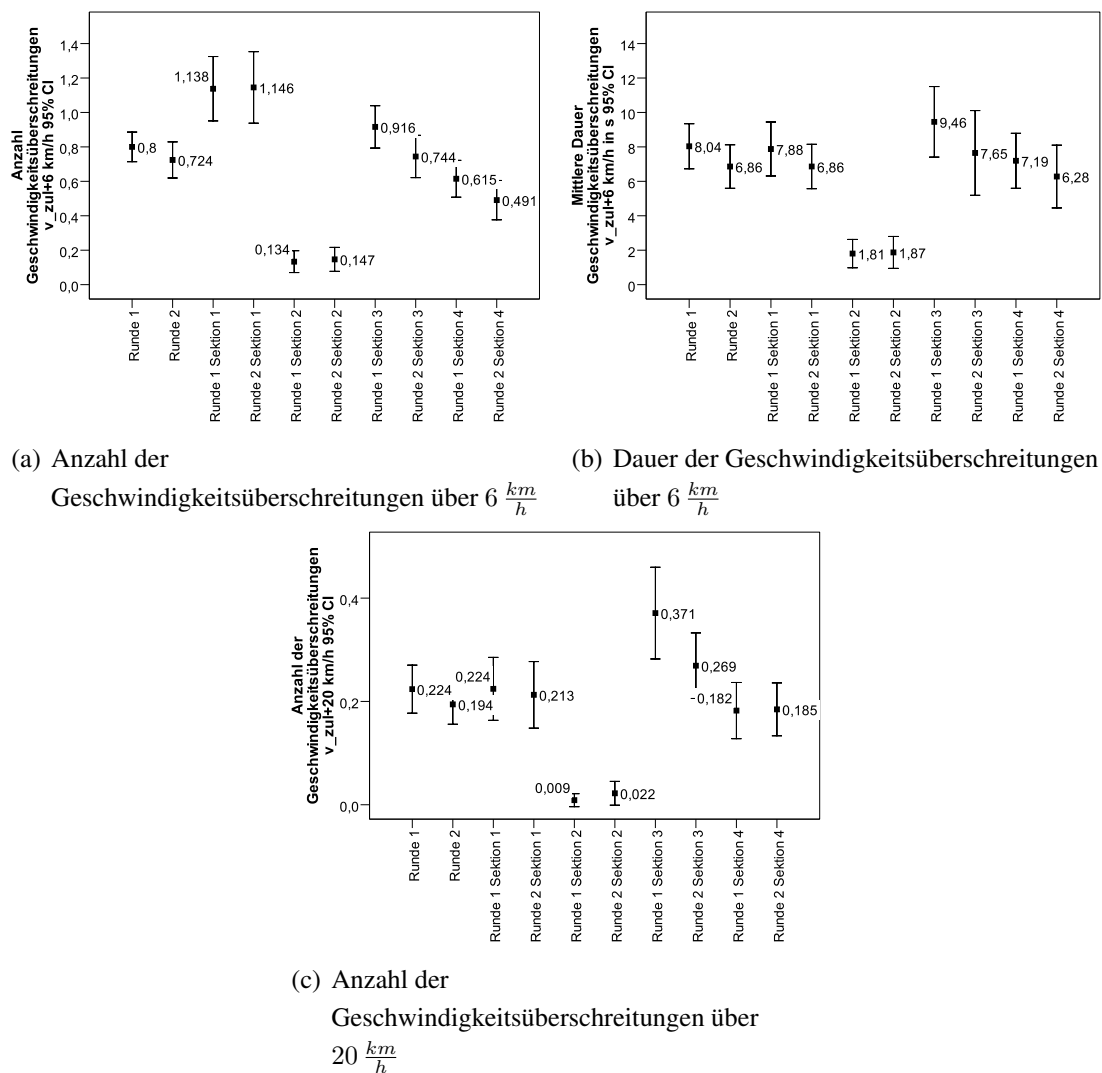 Anzahl
Geschwindigkeitsüberschreitungen
v_zul+6 km/h 95% CI
1,4
1,2
1,0
0,8
0,6
0,4
0,2
0,0
0,8
0,724
1,138
1,146
0,134
0,147
0,916
0,744
0,615
0,491
Runde 1
Runde 2
Runde 1 Sektion 1
Runde 2 Sektion 1
Runde 1 Sektion 2
Runde 2 Sektion 2
Runde 1 Sektion 3
Runde 2 Sektion 3
Runde 1 Sektion 4
Runde 2 Sektion 4
(a) Anzahl der
Geschwindigkeitsüberschreitungen über 6 km/h
Mittlere Dauer
Geschwindigkeitsüberschreitungen
v_zul+6 km/h in s 95% CI
14
12
10
8
6
4
2
0
8,04
6,86
7,88
6,86
1,81
1,87
9,46
7,65
7,19
6,28
Runde 1
Runde 2
Runde 1 Sektion 1
Runde 2 Sektion 1
Runde 1 Sektion 2
Runde 2 Sektion 2
Runde 1 Sektion 3
Runde 2 Sektion 3
Runde 1 Sektion 4
Runde 2 Sektion 4
(b) Dauer der Geschwindigkeitsüberschreitungen
über 6 km/h
Anzahl der
Geschwindigkeitsüberschreitungen
v_zul+20 km/h 95% CI
0,4
0,2
0,0
0,224
0,194
0,224
0,213
0,009
0,022
0,371
0,269
0,182
0,185
Runde 1
Runde 2
Runde 1 Sektion 1
Runde 2 Sektion 1
Runde 1 Sektion 2
Runde 2 Sektion 2
Runde 1 Sektion 3
Runde 2 Sektion 3
Runde 1 Sektion 4
Runde 2 Sektion 4
(c) Anzahl der
Geschwindigkeitsüberschreitungen über
20 km/h